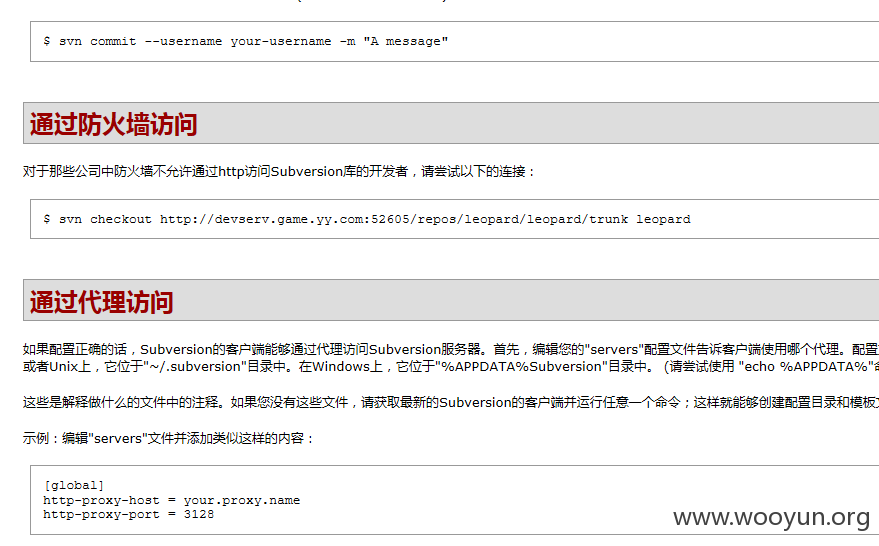 $ svn commit --username your-username -m "A message"
通过防火墙访问
对于那些公司中防火墙不允许通过http访问Subversion库的开发者，请尝试以下的连接：
$ svn checkout http://devserv.game.yy.com:52605/repos/leopard/leopard/trunk leopard
通过代理访问
如果配置正确的话，Subversion的客户端能够通过代理访问Subversion服务器。首先，编辑您的"servers"配置文件告诉客户端使用哪个代理。配置
或者Unix上，它位于"~/.subversion"目录中。在Windows上，它位于"%APPDATA%Subversion"目录中。 (请尝试使用 "echo %APPDATA%"
这些是解释做什么的文件中的注释。如果您没有这些文件，请获取最新的Subversion的客户端并运行任意一个命令；这样就能够创建配置目录和模板
示例：编辑"servers"文件并添加类似这样的内容：
[global]
http-proxy-host = your.proxy.name
http-proxy-port = 3128
www.wooyun.org